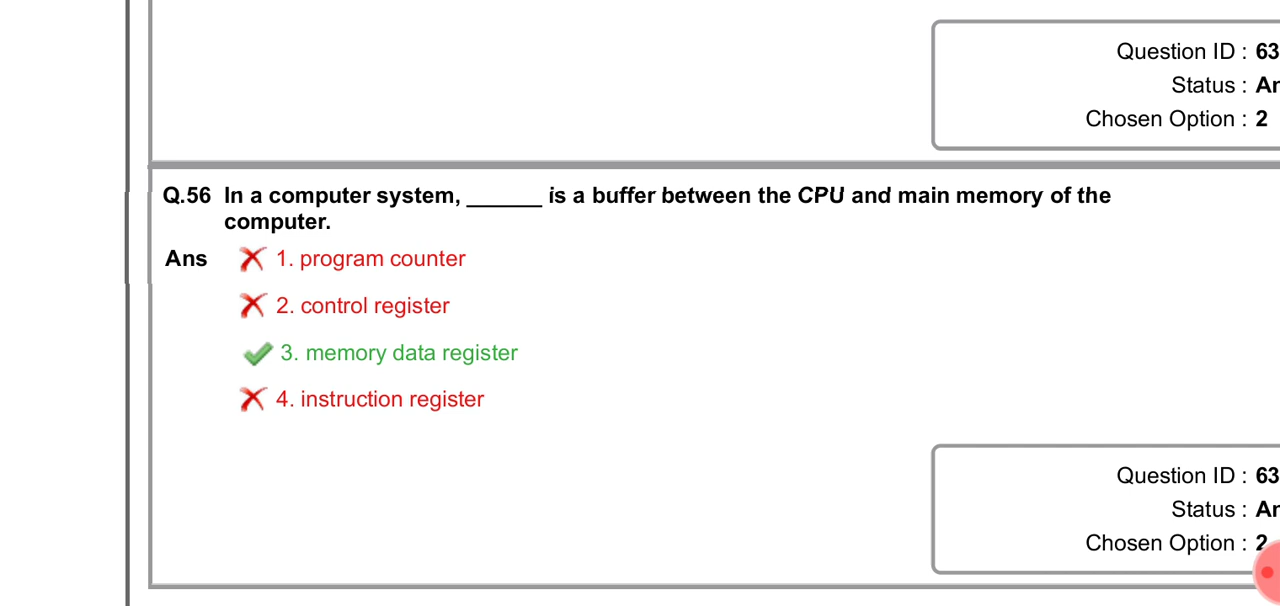 Question ID : 63
Status :
Chosen Option : 2
Q.56 In a computer system, ______ is a buffer between the CPU and main memory of the
computer.
Ans 1. program counter
2. control register
3. memory data register
4. instruction register
Question ID : 63
Status :
Chosen Option : 2